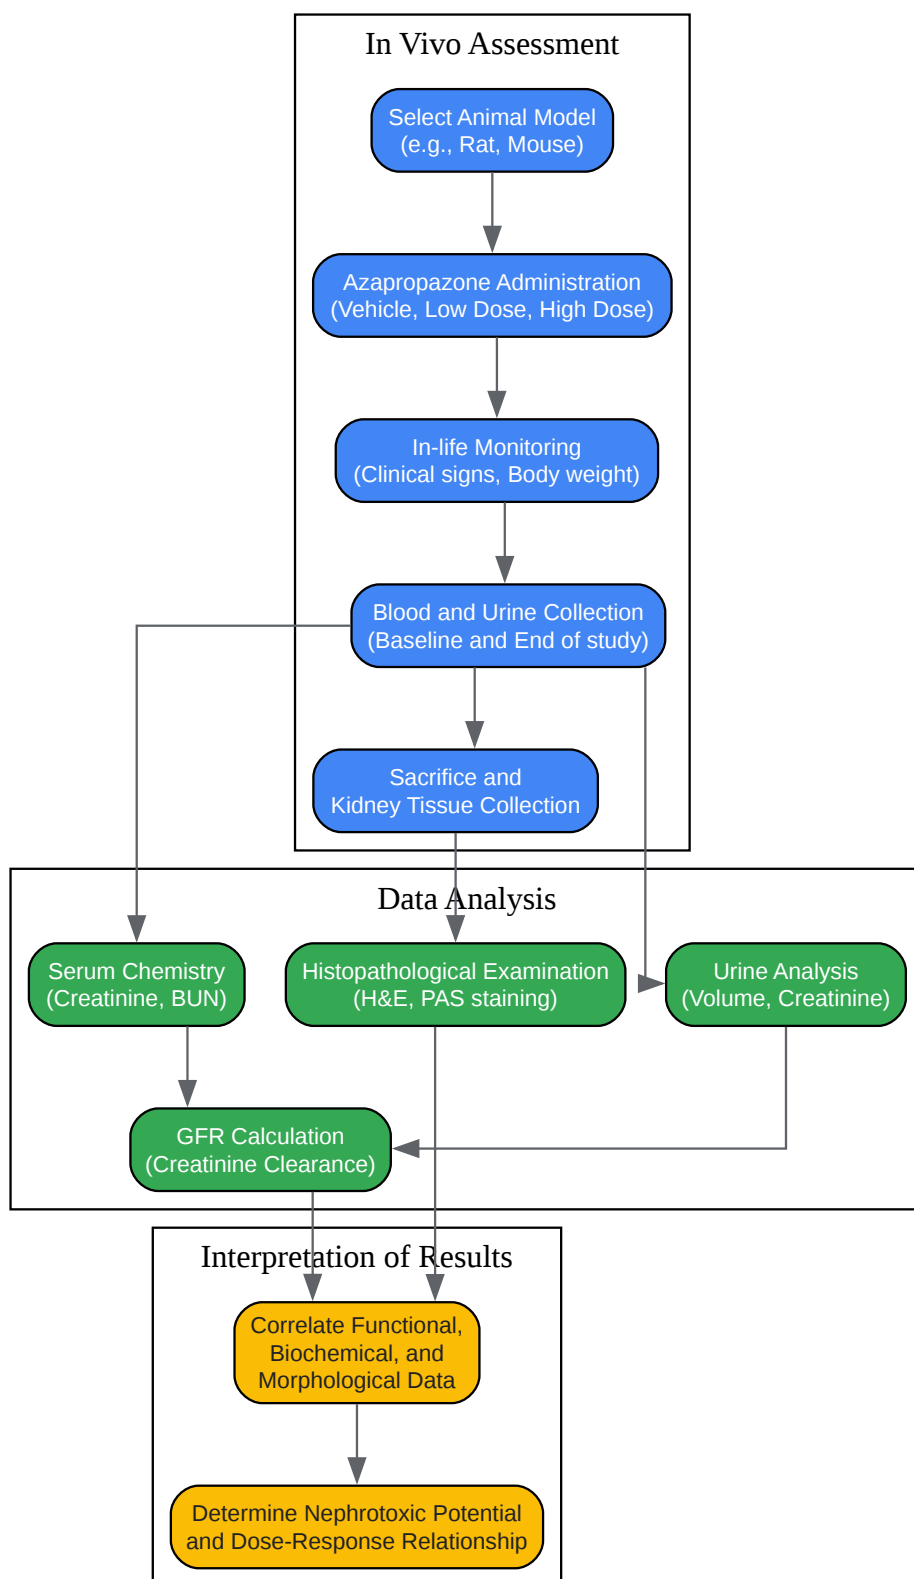 In Vivo Assessment
Select Animal Model
(e.g., Rat, Mouse)
Azapropazone Administration
(Vehicle, Low Dose, High Dose)
In-life Monitoring
(Clinical signs, Body weight)
Blood and Urine Collection
(Baseline and End of study)
Sacrifice and
Kidney Tissue Collection
Data Analysis
Serum Chemistry
(Creatinine, BUN)
Histopathological Examination
(H&E, PAS staining)
Urine Analysis
(Volume, Creatinine)
GFR Calculation
(Creatinine Clearance)
Interpretation of Results
Correlate Functional,
Biochemical, and
Morphological Data
Determine Nephrotoxic Potential
and Dose-Response Relationship